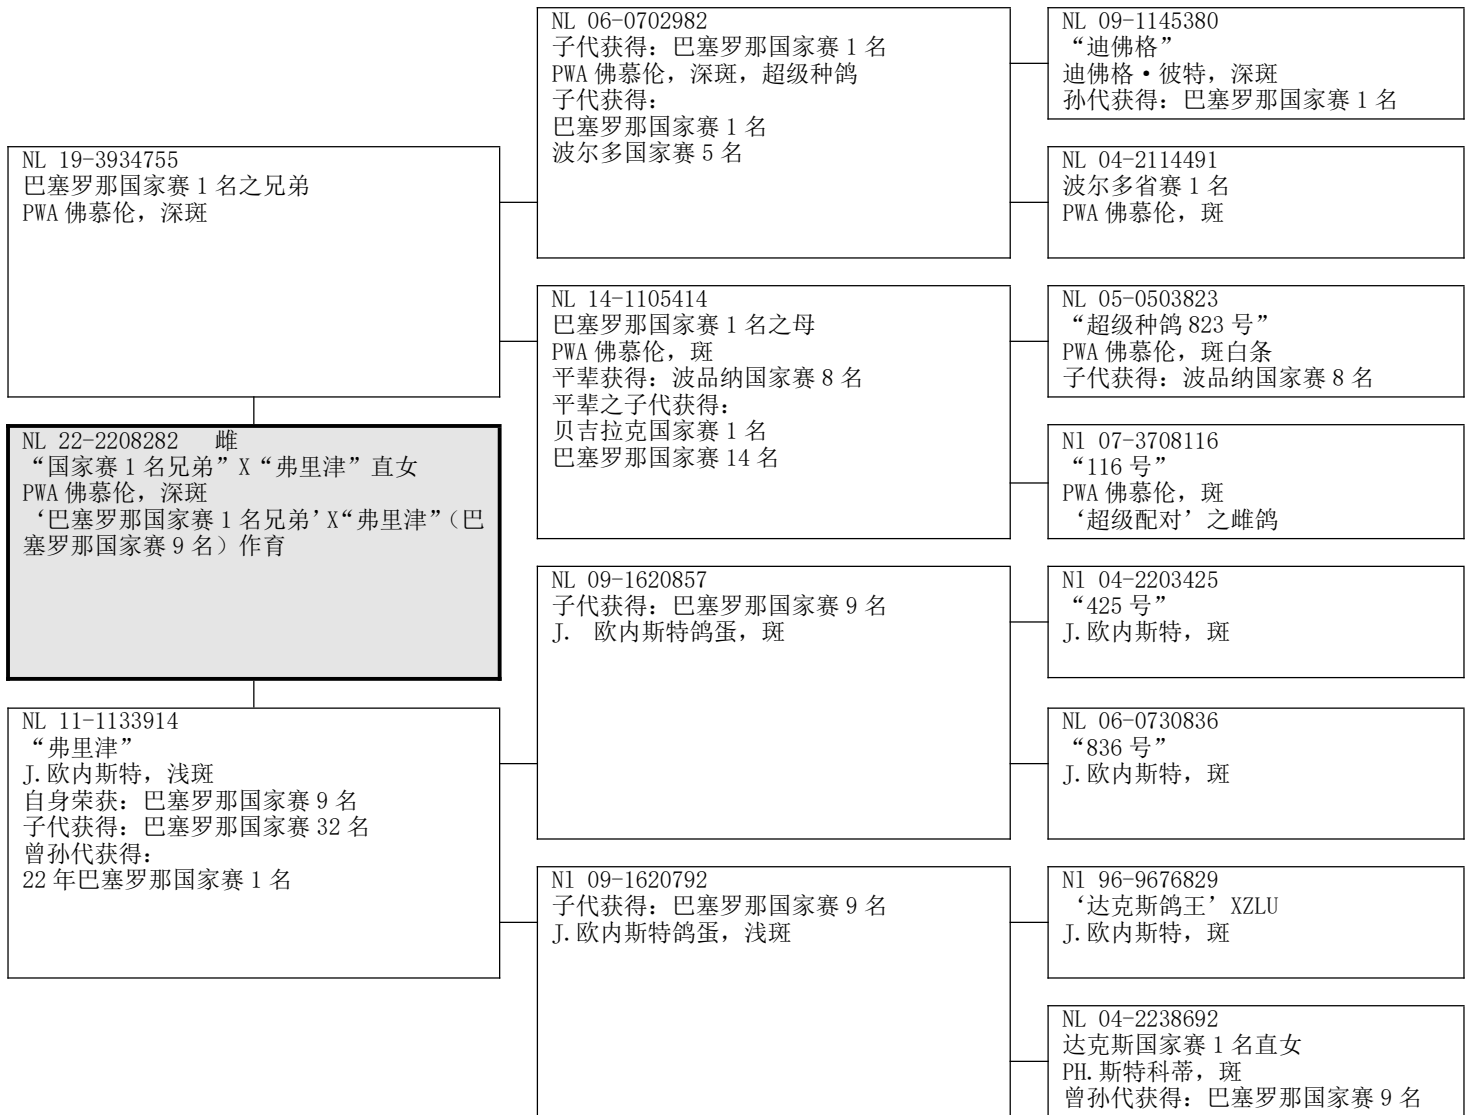 NL 19-3934755
巴塞罗那国家赛 1 名之兄弟
PWA 佛慕伦，深斑
NL 22-2208282 雌
“国家赛 1 名兄弟”X“弗里津”直女
PWA 佛慕伦，深斑
‘巴塞罗那国家赛 1 名兄弟’X“弗里津”（巴
塞罗那国家赛 9 名）作育
NL 11-1133914
“弗里津”
J.欧内斯特，浅斑
自身荣获：巴塞罗那国家赛 9 名
子代获得：巴塞罗那国家赛 32 名
曾孙代获得：
22 年巴塞罗那国家赛 1 名
NL 06-0702982
子代获得：巴塞罗那国家赛 1 名
PWA 佛慕伦，深斑，超级种鸽
子代获得：
巴塞罗那国家赛 1 名
波尔多国家赛 5 名
NL 14-1105414
巴塞罗那国家赛 1 名之母
PWA 佛慕伦，斑
平辈获得：波品纳国家赛 8 名
平辈之子代获得：
贝吉拉克国家赛 1 名
巴塞罗那国家赛 14 名
NL 09-1620857
子代获得：巴塞罗那国家赛 9 名
J. 欧内斯特鸽蛋，斑
Nl 09-1620792
子代获得：巴塞罗那国家赛 9 名
J.欧内斯特鸽蛋，浅斑
NL 09-1145380
“迪佛格”
迪佛格•彼特，深斑
孙代获得：巴塞罗那国家赛 1 名
NL 04-2114491
波尔多省赛 1 名
PWA 佛慕伦，斑
NL 05-0503823
“超级种鸽 823 号”
PWA 佛慕伦，斑白条
子代获得：波品纳国家赛 8 名
Nl 07-3708116
“116 号”
PWA 佛慕伦，斑
‘超级配对’之雌鸽
Nl 04-2203425
“425 号”
J.欧内斯特，斑
NL 06-0730836
“836 号”
J.欧内斯特，斑
Nl 96-9676829
‘达克斯鸽王’XZLU
J.欧内斯特，斑
NL 04-2238692
达克斯国家赛 1 名直女
PH.斯特科蒂，斑
曾孙代获得：巴塞罗那国家赛 9 名